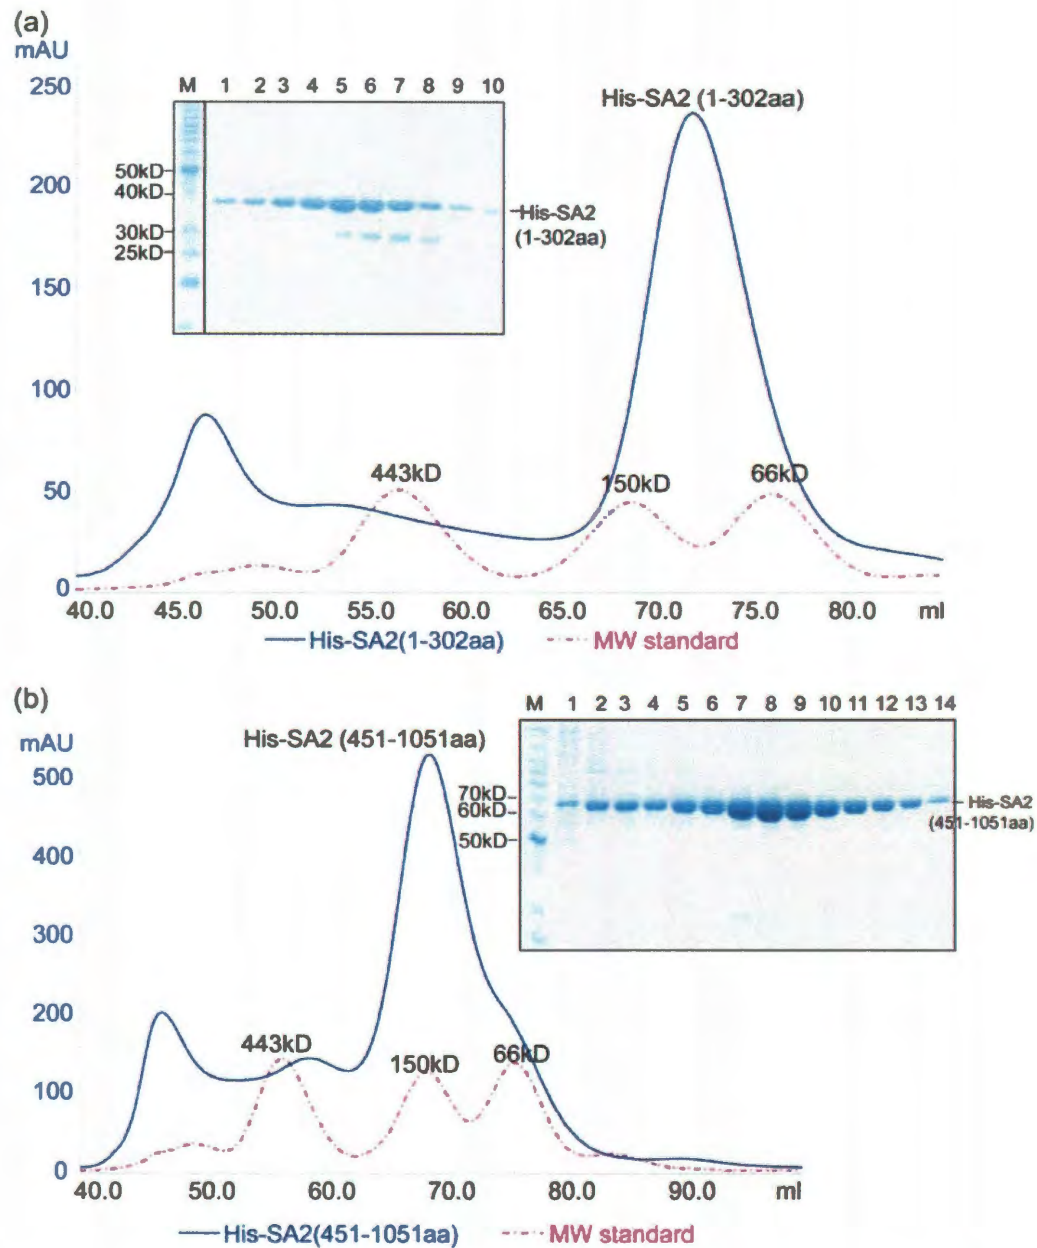 (a)
mAU
250
200
150
100
50
0
M 1 2 3 4 5 6 7 8 9 10
50kD
40kD
30kD
25kD
His-SA2
(1-302aa)
His-SA2 (1-302aa)
443kD
150kD
66kD
40.0 45.0 50.0 55.0 60.0 65.0 70.0 75.0 80.0 ml
His-SA2(1-302aa) MW standard
(b)
mAU
500
400
300
200
100
0
His-SA2 (451-1051aa)
M 1 2 3 4 5 6 7 8 9 10 11 12 13 14
70kD
60kD
50kD
His-SA2
(451-1051aa)
443kD
150kD
66kD
40.0 50.0 60.0 70.0 80.0 90.0 ml
His-SA2(451-1051aa) MW standard